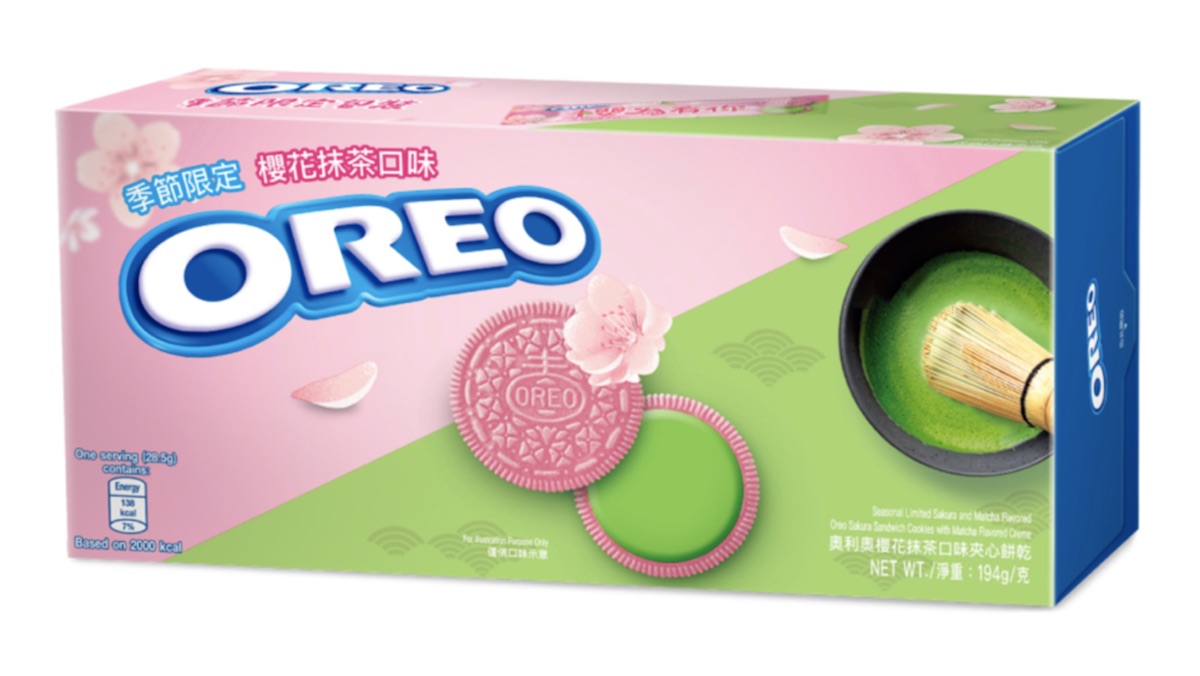 OREO
OREO
季節限定 櫻花抹茶口味
OREO
OREO
One serving (28.5g)
contains:
Energy
138
kcal
7%
Based on 2000 kcal
For Illustration Purpose Only
僅供口味示意
Seasonal Limited Sakura and Matcha Flavored
Oreo Sakura Sandwich Cookies with Matcha Flavored Creme
奧利奧櫻花抹茶口味夾心餅乾
NET WT./淨重：194g/克
OREO